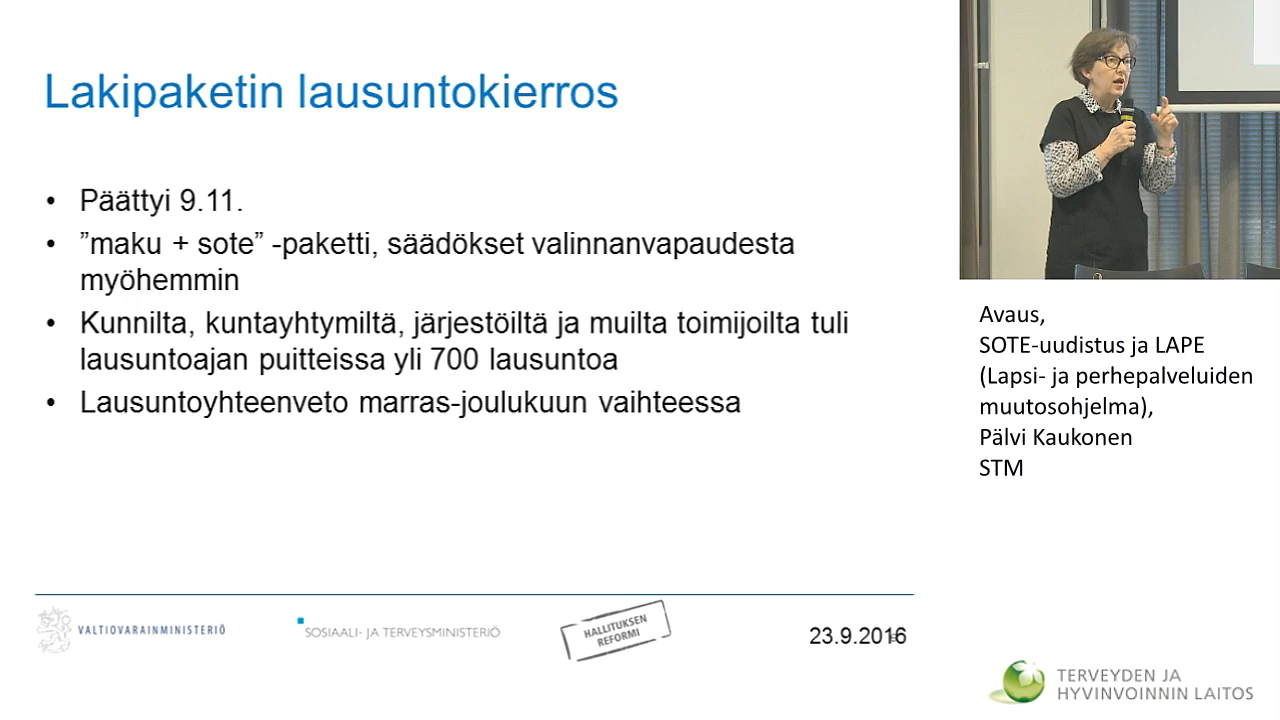 Lakipaketin lausuntokierros
• Päättyi 9.11.
• ”maku + sote” -paketti, säädökset valinnanvapaudesta
myöhemmin
• Kunnilta, kuntayhtymiltä, järjestöiltä ja muilta toimijoilta tuli
lausuntoajan puitteissa yli 700 lausuntoa
• Lausuntoyhteenveto marras-joulukuun vaihteessa
VALTIOVARAINMINISTERIÖ
SOSIAALI- JA TERVEYSMINISTERIÖ
HALLITUKSEN
REFORMI
23.9.2016
Avaus,
SOTE-uudistus ja LAPE
(Lapsi- ja perhepalveluiden
muutosohjelma),
Pälvi Kaukonen
STM
TERVEYDEN JA
HYVINVOINNIN LAITOS